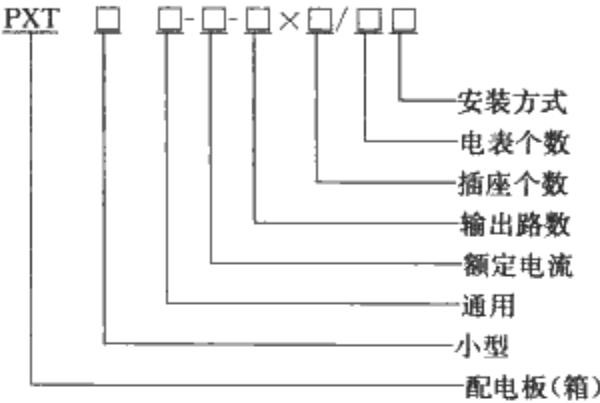 PXT □ □-□-□×□/□□
安装方式
电表个数
插座个数
输出路数
额定电流
通用
小型
配电板(箱)